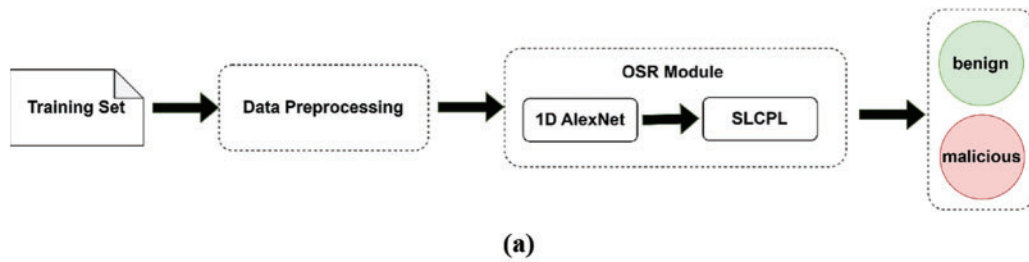 Training Set
Data Preprocessing
OSR Module
1D AlexNet
SLCPL
benign
malicious
(a)